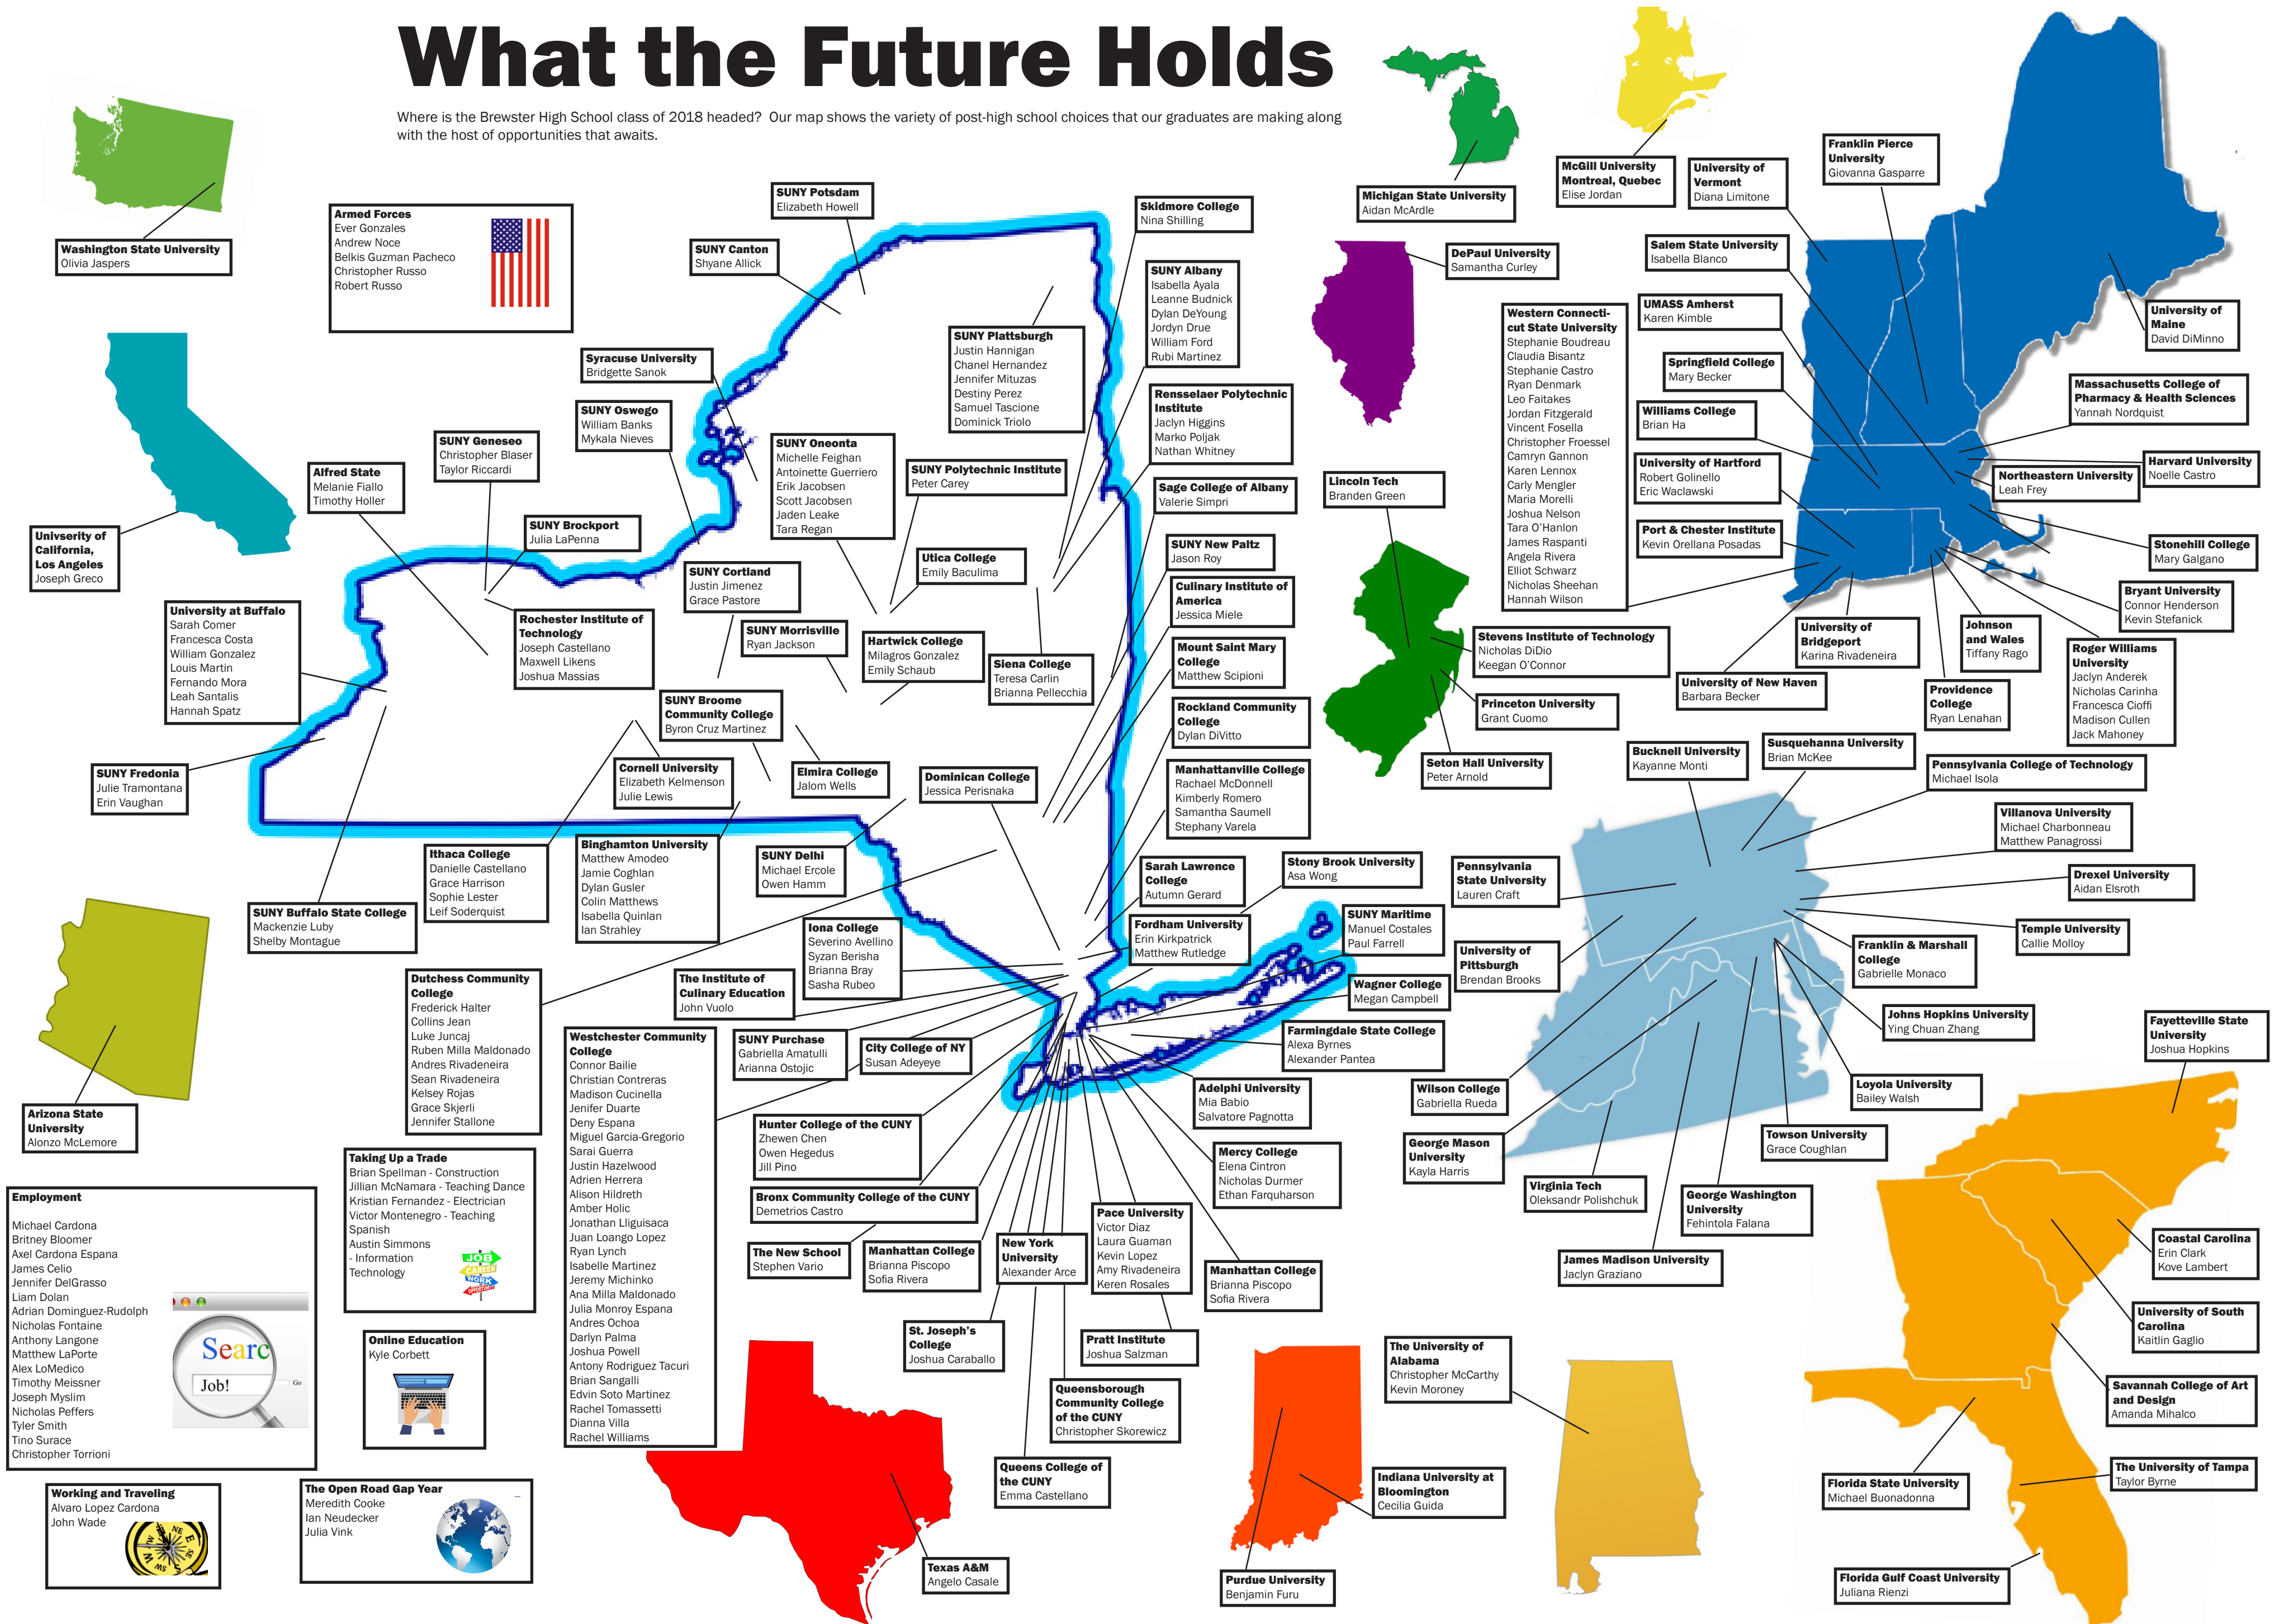 What the Future Holds
Where is the Brewster High School class of 2018 headed?  Our map shows the variety of post-high school choices that our graduates are making along
with the host of opportunities that awaits.
Washington State University
Olivia Jaspers
Armed Forces
Ever Gonzales
Andrew Noce
Belkis Guzman Pacheco
Christopher Russo
Robert Russo
SUNY Potsdam
Elizabeth Howell
SUNY Canton
Shyane Allick
Skidmore College
Nina Shilling
SUNY Albany
Isabella Ayala
Leanne Budnick
Dylan DeYoung
Jordyn Drue
William Ford
Rubi Martinez
SUNY Plattsburgh
Justin Hannigan
Chanel Hernandez
Jennifer Mituzas
Destiny Perez
Samuel Tascione
Dominick Triolo
Syracuse University
Bridgette Sanok
SUNY Oswego
William Banks
Mykala Nieves
SUNY Geneseo
Christopher Blaser
Taylor Riccardi
Alfred State
Melanie Fiallo
Timothy Holler
SUNY Brockport
Julia LaPenna
SUNY Oneonta
Michelle Feighan
Antoinette Guerriero
Erik Jacobsen
Scott Jacobsen
Jaden Leake
Tara Regan
SUNY Polytechnic Institute
Peter Carey
Rensselaer Polytechnic
Institute
Jaclyn Higgins
Marko Poljak
Nathan Whitney
Sage College of Albany
Valerie Simpri
Utica College
Emily Baculima
SUNY New Paltz
Jason Roy
Culinary Institute of
America
Jessica Miele
Mount Saint Mary
College
Matthew Scipioni
Rockland Community
College
Dylan DiVitto
Manhattanville College
Rachael McDonnell
Kimberly Romero
Samantha Saumell
Stephany Varela
Univserity of
California,
Los Angeles
Joseph Greco
University at Buffalo
Sarah Comer
Francesca Costa
William Gonzalez
Louis Martin
Fernando Mora
Leah Santalis
Hannah Spatz
Rochester Institute of
Technology
Joseph Castellano
Maxwell Likens
Joshua Massias
SUNY Cortland
Justin Jimenez
Grace Pastore
SUNY Morrisville
Ryan Jackson
Hartwick College
Milagros Gonzalez
Emily Schaub
Siena College
Teresa Carlin
Brianna Pellecchia
SUNY Broome
Community College
Byron Cruz Martinez
SUNY Fredonia
Julie Tramontana
Erin Vaughan
Cornell University
Elizabeth Kelmenson
Julie Lewis
Elmira College
Jalom Wells
Dominican College
Jessica Perisnaka
Ithaca College
Danielle Castellano
Grace Harrison
Sophie Lester
Leif Soderquist
Binghamton University
Matthew Amodeo
Jamie Coghlan
Dylan Gusler
Colin Matthews
Isabella Quinlan
Ian Strahley
SUNY Delhi
Michael Ercole
Owen Hamm
SUNY Buffalo State College
Mackenzie Luby
Shelby Montague
Sarah Lawrence
College
Autumn Gerard
Stony Brook University
Asa Wong
Fordham University
Erin Kirkpatrick
Matthew Rutledge
SUNY Maritime
Manuel Costales
Paul Farrell
Wagner College
Megan Campbell
Farmingdale State College
Alexa Byrnes
Alexander Pantea
Iona College
Severino Avellino
Syzan Berisha
Brianna Bray
Sasha Rubeo
The Institute of
Culinary Education
John Vuolo
Dutchess Community
College
Frederick Halter
Collins Jean
Luke Juncaj
Ruben Milla Maldonado
Andres Rivadeneira
Sean Rivadeneira
Kelsey Rojas
Grace Skjerli
Jennifer Stallone
Westchester Community
College
Connor Bailie
Christian Contreras
Madison Cucinella
Jenifer Duarte
Deny Espana
Miguel Garcia-Gregorio
Sarai Guerra
Justin Hazelwood
Adrien Herrera
Alison Hildreth
Amber Holic
Jonathan Lliguisaca
Juan Loango Lopez
Ryan Lynch
Isabelle Martinez
Jeremy Michinko
Ana Milla Maldonado
Julia Monroy Espana
Andres Ochoa
Darlyn Palma
Joshua Powell
Antony Rodriguez Tacuri
Brian Sangalli
Edvin Soto Martinez
Rachel Tomassetti
Dianna Villa
Rachel Williams
SUNY Purchase
Gabriella Amatulli
Arianna Ostojic
City College of NY
Susan Adeyeye
Hunter College of the CUNY
Zhewen Chen
Owen Hegedus
Jill Pino
Bronx Community College of the CUNY
Demetrios Castro
The New School
Stephen Vario
Manhattan College
Brianna Piscopo
Sofia Rivera
New York
University
Alexander Arce
Pace University
Victor Diaz
Laura Guaman
Kevin Lopez
Amy Rivadeneira
Keren Rosales
Adelphi University
Mia Babio
Salvatore Pagnotta
Mercy College
Elena Cintron
Nicholas Durmer
Ethan Farquharson
Manhattan College
Brianna Piscopo
Sofia Rivera
St. Joseph's
College
Joshua Caraballo
Pratt Institute
Joshua Salzman
Queensborough
Community College
of the CUNY
Christopher Skorewicz
Queens College of
the CUNY
Emma Castellano
Arizona State
University
Alonzo McLemore
Taking Up a Trade
Brian Spellman - Construction
Jillian McNamara - Teaching Dance
Kristian Fernandez - Electrician
Victor Montenegro - Teaching
Spanish
Austin Simmons
- Information
Technology
JOB
CAREER
WORK
OPPORTUNITY
Employment
Michael Cardona
Britney Bloomer
Axel Cardona Espana
James Celio
Jennifer DelGrasso
Liam Dolan
Adrian Dominguez-Rudolph
Nicholas Fontaine
Anthony Langone
Matthew LaPorte
Alex LoMedico
Timothy Meissner
Joseph Myslim
Nicholas Peffers
Tyler Smith
Tino Surace
Christopher Torrioni
Searc
Job!
Go
Online Education
Kyle Corbett
Working and Traveling
Alvaro Lopez Cardona
John Wade
NE
E
SE
S
SW
W
NW
N
The Open Road Gap Year
Meredith Cooke
Ian Neudecker
Julia Vink
Texas A&M
Angelo Casale
Michigan State University
Aidan McArdle
McGill University
Montreal, Quebec
Elise Jordan
DePaul University
Samantha Curley
Lincoln Tech
Branden Green
Stevens Institute of Technology
Nicholas DiDio
Keegan O'Connor
Princeton University
Grant Cuomo
Seton Hall University
Peter Arnold
University of
Vermont
Diana Limitone
Franklin Pierce
University
Giovanna Gasparre
Salem State University
Isabella Blanco
UMASS Amherst
Karen Kimble
Springfield College
Mary Becker
Williams College
Brian Ha
University of Hartford
Robert Golinello
Eric Waclawski
Port & Chester Institute
Kevin Orellana Posadas
Western Connecti-
cut State University
Stephanie Boudreau
Claudia Bisantz
Stephanie Castro
Ryan Denmark
Leo Faitakes
Jordan Fitzgerald
Vincent Fosella
Christopher Froessel
Camryn Gannon
Karen Lennox
Carly Mengler
Maria Morelli
Joshua Nelson
Tara O'Hanlon
James Raspanti
Angela Rivera
Elliot Schwarz
Nicholas Sheehan
Hannah Wilson
University of
Maine
David DiMinno
Massachusetts College of
Pharmacy & Health Sciences
Yannah Nordquist
Harvard University
Noelle Castro
Northeastern University
Leah Frey
Stonehill College
Mary Galgano
Bryant University
Connor Henderson
Kevin Stefanick
University of New Haven
Barbara Becker
University of
Bridgeport
Karina Rivadeneira
Johnson
and Wales
Tiffany Rago
Providence
College
Ryan Lenahan
Roger Williams
University
Jaclyn Anderek
Nicholas Carinha
Francesca Cioffi
Madison Cullen
Jack Mahoney
Bucknell University
Kayanne Monti
Susquehanna University
Brian McKee
Pennsylvania College of Technology
Michael Isola
Villanova University
Michael Charbonneau
Matthew Panagrossi
Pennsylvania
State University
Lauren Craft
Drexel University
Aidan Elsroth
Temple University
Callie Molloy
University of
Pittsburgh
Brendan Brooks
Franklin & Marshall
College
Gabrielle Monaco
Johns Hopkins University
Ying Chuan Zhang
Wilson College
Gabriella Rueda
Loyola University
Bailey Walsh
George Mason
University
Kayla Harris
Towson University
Grace Coughlan
Virginia Tech
Oleksandr Polishchuk
George Washington
University
Fehintola Falana
James Madison University
Jaclyn Graziano
Fayetteville State
University
Joshua Hopkins
Coastal Carolina
Erin Clark
Kove Lambert
University of South
Carolina
Kaitlin Gaglio
Savannah College of Art
and Design
Amanda Mihalco
The University of Tampa
Taylor Byrne
Florida State University
Michael Buonadonna
Florida Gulf Coast University
Juliana Rienzi
The University of
Alabama
Christopher McCarthy
Kevin Moroney
Indiana University at
Bloomington
Cecilia Guida
Purdue University
Benjamin Furu